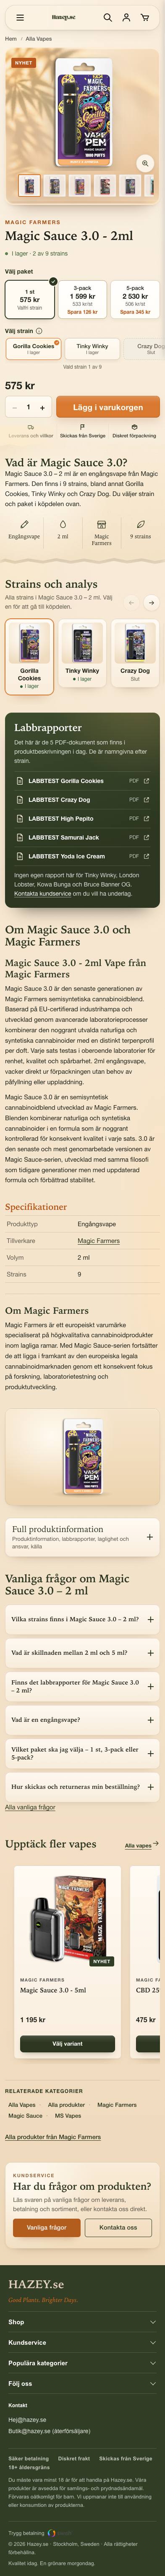 Hazey.se
Hem / Alla Vapes
NYHET
MAGIC FARMERS
Magic Sauce 3.0 - 2ml
I lager · 2 av 9 strains
Välj paket
1 st
575 kr
Valfri strain
3-pack
1 599 kr
533 kr/st
Spara 126 kr
5-pack
2 530 kr
506 kr/st
Spara 345 kr
Välj strain
Gorilla Cookies
I lager
Tinky Winky
I lager
Crazy Dog
Slut
Vald strain 1 av 9
575 kr
− 1 +
Lägg i varukorgen
Leverans och villkor
Skickas från Sverige
Diskret förpackning
Vad är Magic Sauce 3.0?
Magic Sauce 3.0 – 2 ml är en engångsvape från Magic
Farmers. Den finns i 9 strains, bland annat Gorilla
Cookies, Tinky Winky och Crazy Dog. Du väljer strain
och paket i köpdelen ovan.
Engångsvape
2 ml
Magic
Farmers
9 strains
Strains och analys
Alla strains i Magic Sauce 3.0 – 2 ml. Välj
en för att gå till köpdelen.
Gorilla
Cookies
I lager
Tinky Winky
I lager
Crazy Dog
Slut
Labbrapporter
Det här är de 5 PDF-dokument som finns i
produktbeskrivningen i dag. De är namngivna efter
strain.
LABBTEST Gorilla Cookies PDF
LABBTEST Crazy Dog PDF
LABBTEST High Pepito PDF
LABBTEST Samurai Jack PDF
LABBTEST Yoda Ice Cream PDF
Ingen egen rapport här för Tinky Winky, London
Lobster, Kowa Bunga och Bruce Banner OG.
Kontakta kundservice om du vill ha underlag.
Om Magic Sauce 3.0 och
Magic Farmers
Magic Sauce 3.0 - 2ml Vape från
Magic Farmers
Magic Sauce 3.0 är den senaste generationen av
Magic Farmers semisyntetiska cannabinoidblend.
Baserad på EU-certifierad industrihampa och
utvecklad genom avancerade laborationsprocesser
kombinerar den noggrant utvalda naturliga och
syntetiska komponenter med en distinkt terpenprofil
per strain. Varje sats testas i oberoende laboratorier för
renhet och innehåll. Inget dolt, inga okända ämnen,
varje räcker ur förpackningen utan behov av
påfyllning eller uppladdning.
Magic Sauce 3.0 är en semisyntetisk
cannabinoidblend utvecklad av Magic Farmers.
Blenden kombinerar naturliga och syntetiska
cannabinoider i en formula som är noggrant
kontrollerad för konsekvent kvalitet i varje sats. 3.0 är
den senaste och mest avancerade versionen av
Magic Sauce-serien, utvecklad med samma filosofi
som tidigare generationer men med uppdaterad
formula och förbättrad stabilitet.
Specifikationer
Produkttyp Engångsvape
Tillverkare Magic Farmers
Volym 2 ml
Strains 9
Om Magic Farmers
Magic Farmers är ett europeiskt varumärke
specialiserat på högkvalitativa cannabinoidprodukter
inom lagliga ramar. Med Magic Sauce-serien fortsätter
de att ligga i framkant av den europeiska legala
cannabinoidmarknaden genom ett konsekvent fokus
på forskning, laboratorietestning och
produktutveckling.
Full produktinformation
Produktinformation, labbrapporter, laglighet och
ansvar, källa
Vanliga frågor om Magic
Sauce 3.0 – 2 ml
Vilka strains finns i Magic Sauce 3.0 – 2 ml?
Vad är skillnaden mellan 2 ml och 5 ml?
Finns det labbrapporter för Magic Sauce 3.0
– 2 ml?
Vad är en engångsvape?
Vilket paket ska jag välja – 1 st, 3-pack eller
5-pack?
Hur skickas och returneras min beställning?
Alla vanliga frågor
Upptäck fler vapes
Alla vapes
NYHET
MAGIC FARMERS
Magic Sauce 3.0 - 5ml
1 195 kr
Välj variant
MAGIC FA
CBD 25
475 kr
RELATERADE KATEGORIER
Alla Vapes Alla produkter Magic Farmers
Magic Sauce MS Vapes
Alla produkter från Magic Farmers
KUNDSERVICE
Har du frågor om produkten?
Läs svaren på vanliga frågor om leverans,
betalning och sortiment, eller kontakta oss direkt.
Vanliga frågor
Kontakta oss
HAZEY.se
Good Plants. Brighter Days.
Shop
Kundservice
Populära kategorier
Följ oss
Kontakt
Hej@hazey.se
Butik@hazey.se (återförsäljare)
Säker betalning Diskret frakt Skickas från Sverige
18+ åldersgräns
Du måste vara minst 18 år för att handla på Hazey.se. Våra
produkter är avsedda för samlings- och prydnadsändamål.
Förvaras oåtkomligt för barn. Vi uppmanar inte till användning
eller konsumtion av produkterna.
Trygg betalning
© 2026 Hazey.se · Stockholm, Sweden · Alla rättigheter
förbehållna.
Kvalitet idag. En grönare morgondag.